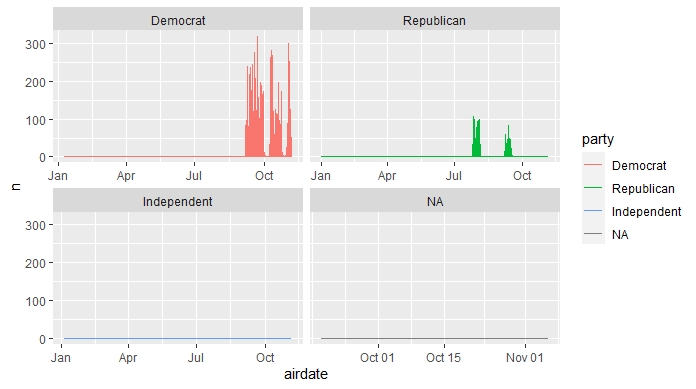 Democrat
Republican
300
200
100
0
Jan Apr Jul Oct
Jan Apr Jul Oct
Independent
NA
300
200
100
0
Jan Apr Jul Oct
Oct 01 Oct 15 Nov 01
n
airdate
party
Democrat
Republican
Independent
NA